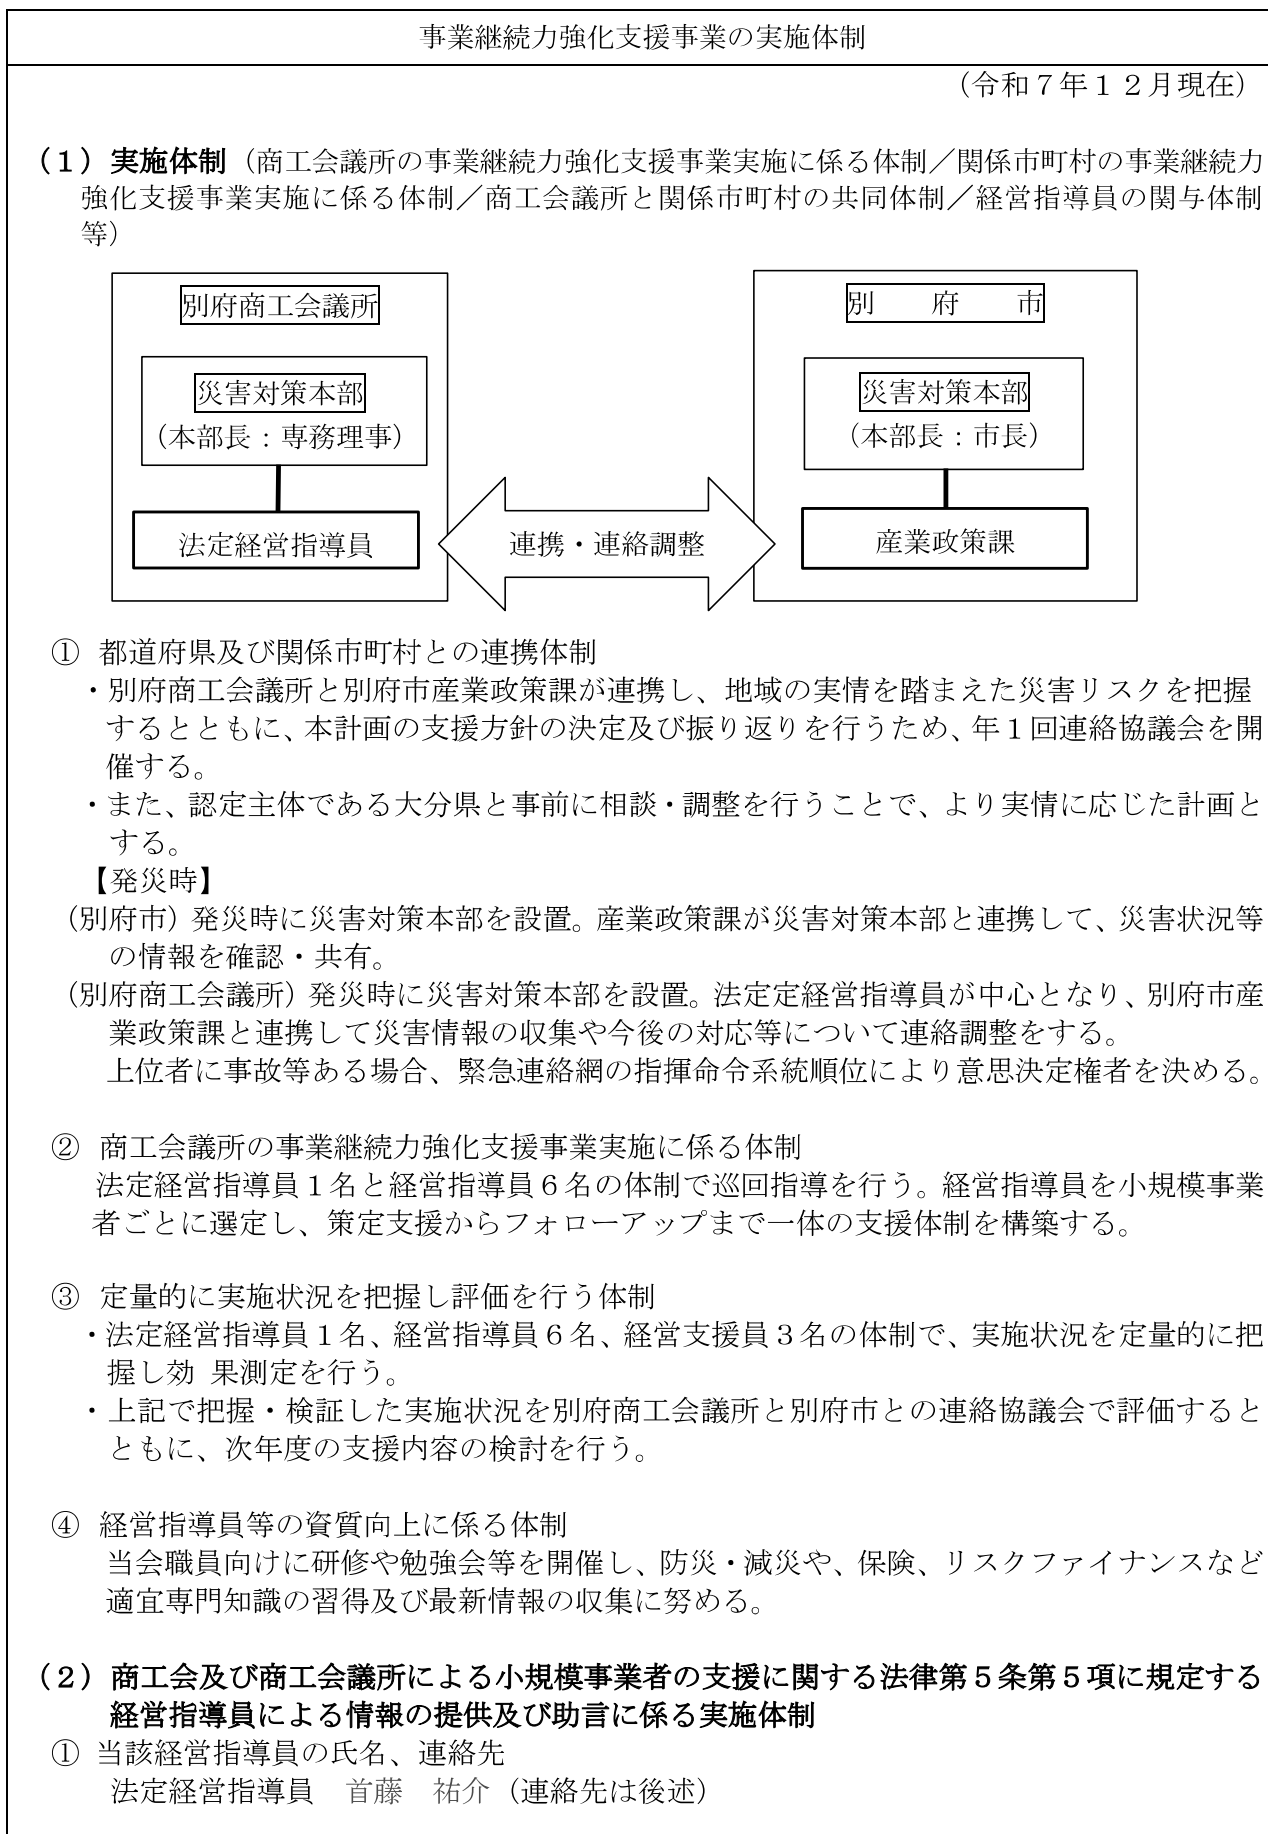 事業継続力強化支援事業の実施体制
（令和７年１２月現在）
（１）実施体制（商工会議所の事業継続力強化支援事業実施に係る体制／関係市町村の事業継続力
強化支援事業実施に係る体制／商工会議所と関係市町村の共同体制／経営指導員の関与体制
等）
別府商工会議所
災害対策本部
（本部長：専務理事）
法定経営指導員
連携・連絡調整
別　府　市
災害対策本部
（本部長：市長）
産業政策課
① 都道府県及び関係市町村との連携体制
・別府商工会議所と別府市産業政策課が連携し、地域の実情を踏まえた災害リスクを把握
するとともに、本計画の支援方針の決定及び振り返りを行うため、年１回連絡協議会を開
催する。
・また、認定主体である大分県と事前に相談・調整を行うことで、より実情に応じた計画と
する。
【発災時】
（別府市）発災時に災害対策本部を設置。産業政策課が災害対策本部と連携して、災害状況等
の情報を確認・共有。
（別府商工会議所）発災時に災害対策本部を設置。法定定経営指導員が中心となり、別府市産
業政策課と連携して災害情報の収集や今後の対応等について連絡調整をする。
上位者に事故等ある場合、緊急連絡網の指揮命令系統順位により意思決定権者を決める。
② 商工会議所の事業継続力強化支援事業実施に係る体制
法定経営指導員１名と経営指導員６名の体制で巡回指導を行う。経営指導員を小規模事業
者ごとに選定し、策定支援からフォローアップまで一体の支援体制を構築する。
③ 定量的に実施状況を把握し評価を行う体制
・法定経営指導員１名、経営指導員６名、経営支援員３名の体制で、実施状況を定量的に把
握し効 果測定を行う。
・上記で把握・検証した実施状況を別府商工会議所と別府市との連絡協議会で評価すると
ともに、次年度の支援内容の検討を行う。
④ 経営指導員等の資質向上に係る体制
当会職員向けに研修や勉強会等を開催し、防災・減災や、保険、リスクファイナンスなど
適宜専門知識の習得及び最新情報の収集に努める。
（２）商工会及び商工会議所による小規模事業者の支援に関する法律第５条第５項に規定する
経営指導員による情報の提供及び助言に係る実施体制
① 当該経営指導員の氏名、連絡先
法定経営指導員　首藤　祐介（連絡先は後述）